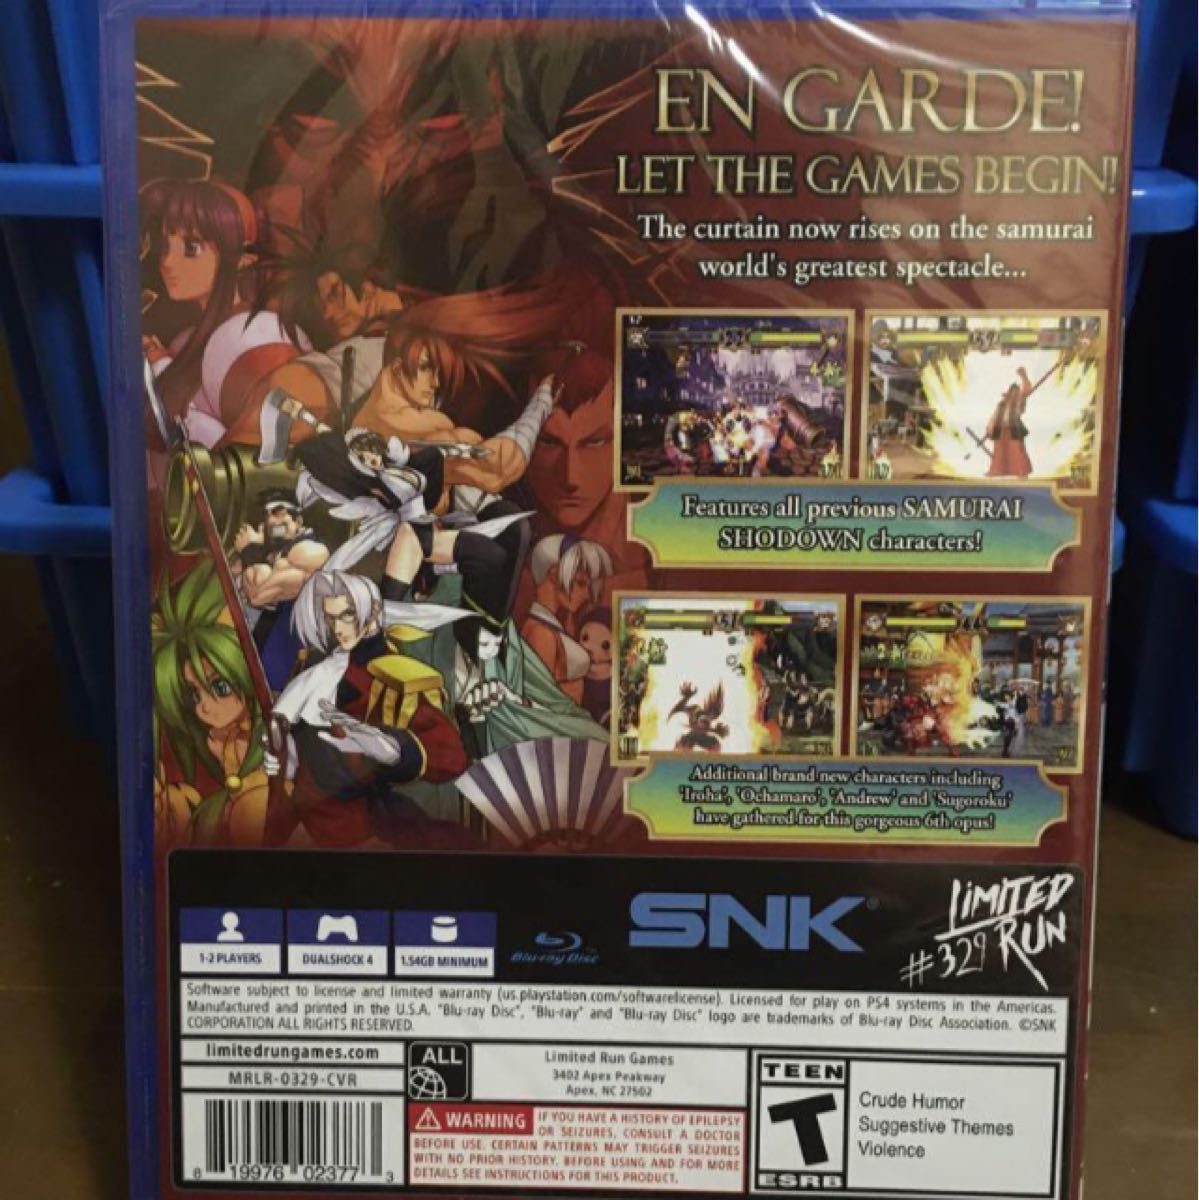 EN GARDE!
LET THE GAMES BEGIN!
The curtain now rises on the samurai
world's greatest spectacle...
Features all previous SAMURAI
SHODOWN characters!
Additional brand new characters including
'Iroha', 'Ochamaro', 'Andrew' and 'Sugoroku'
have gathered for this gorgeous 6th opus!
1-2 PLAYERS
DUALSHOCK 4
1.54GB MINIMUM
Blu-ray Disc
SNK
LIMITED
RUN
#329
Software subject to license and limited warranty (us.playstation.com/softwarelicense). Licensed for play on PS4 systems in the Americas.
Manufactured and printed in the U.S.A. "Blu-ray Disc", "Blu-ray" and "Blu-ray Disc" logo are trademarks of Blu-ray Disc Association. ©SNK
CORPORATION ALL RIGHTS RESERVED.
limitedrungames.com
MRLR-0329-CVR
8 19976 02377 3
ALL
Limited Run Games
3402 Apex Peakway
Apex, NC 27502
WARNING IF YOU HAVE A HISTORY OF EPILEPSY
OR SEIZURES, CONSULT A DOCTOR
BEFORE USE. CERTAIN PATTERNS MAY TRIGGER SEIZURES
WITH NO PRIOR HISTORY. BEFORE USING AND FOR MORE
DETAILS SEE INSTRUCTIONS FOR THIS PRODUCT.
TEEN
T
ESRB
Crude Humor
Suggestive Themes
Violence